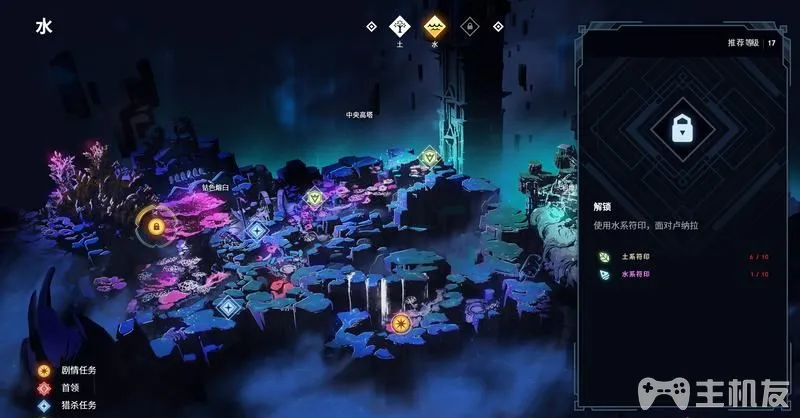 水
土
水
推荐等级 17
中央高塔
解锁
使用水系符印，面对卢纳拉
土系符印 6 / 10
水系符印 1 / 10
剧情任务
首领
猎杀任务
主机友